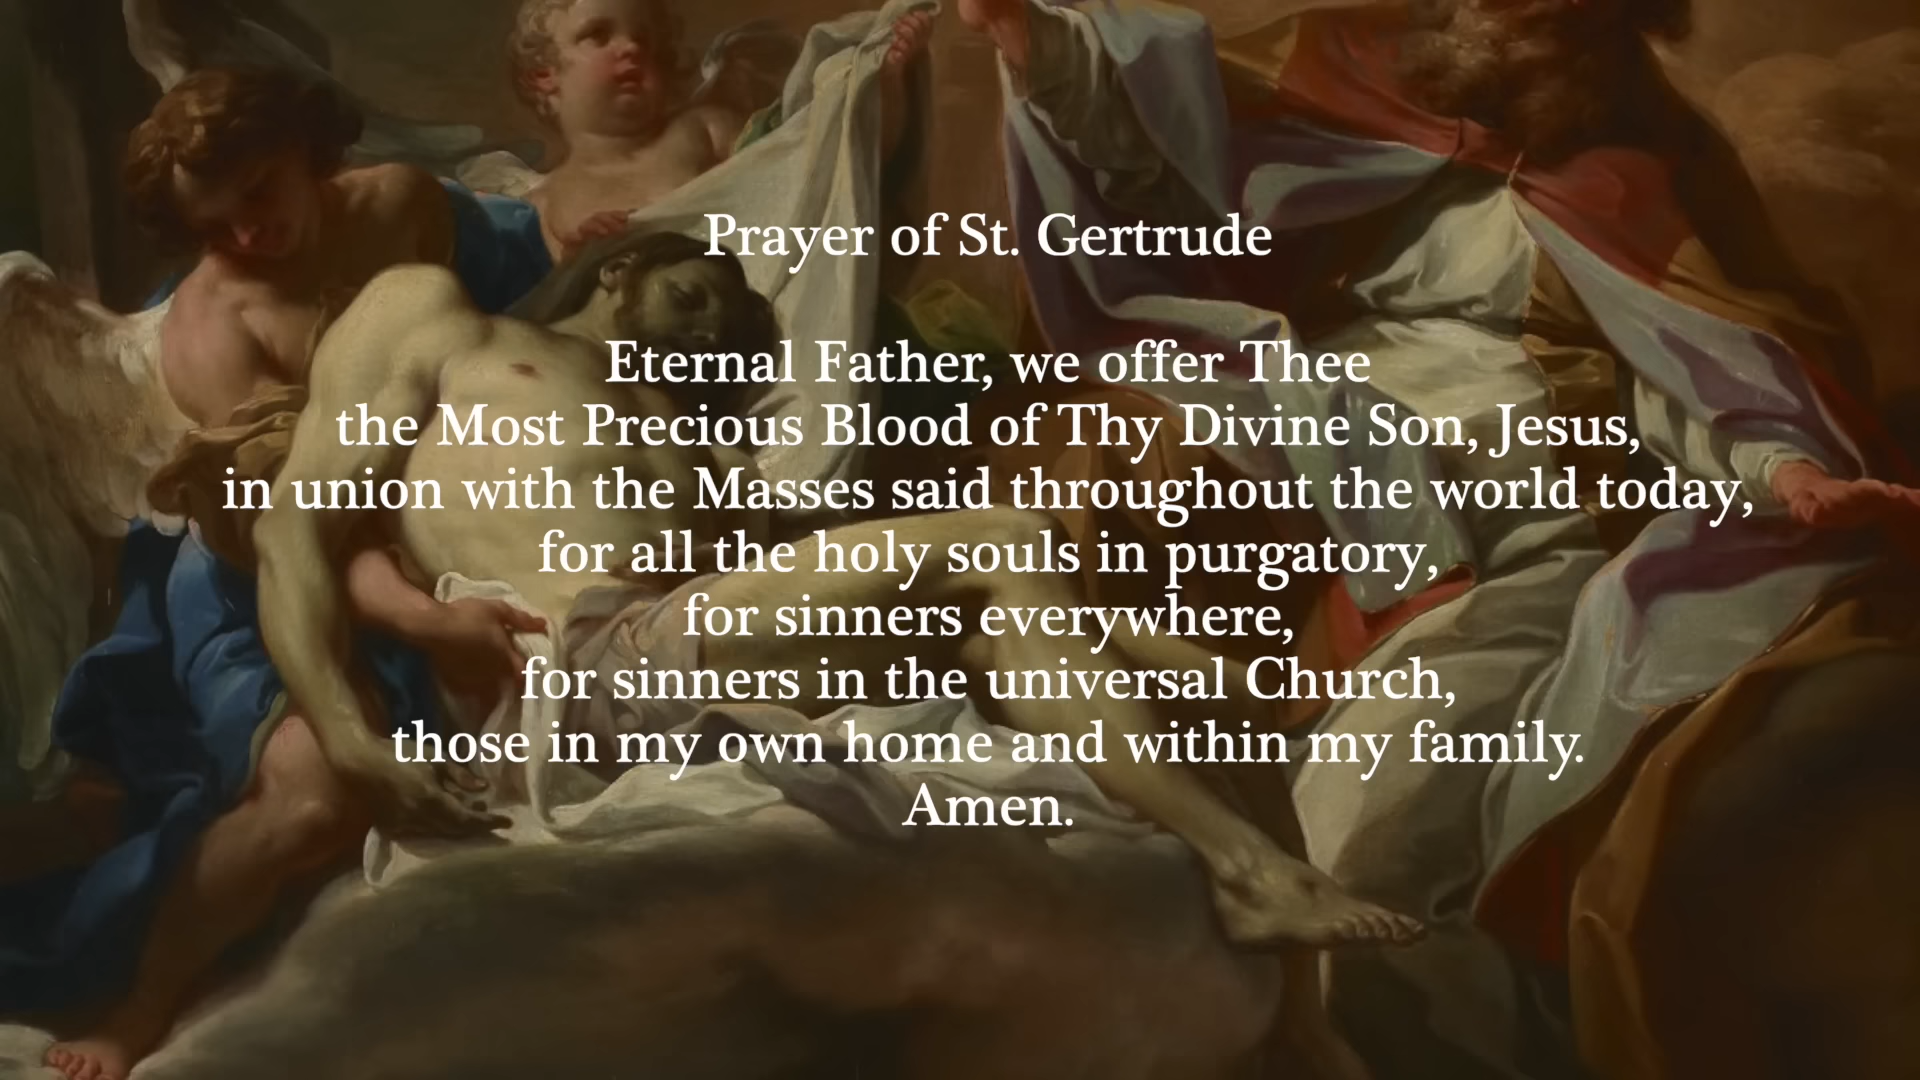 Prayer of St. Gertrude
Eternal Father, we offer Thee
the Most Precious Blood of Thy Divine Son, Jesus,
in union with the Masses said throughout the world today,
for all the holy souls in purgatory,
for sinners everywhere,
for sinners in the universal Church,
those in my own home and within my family.
Amen.